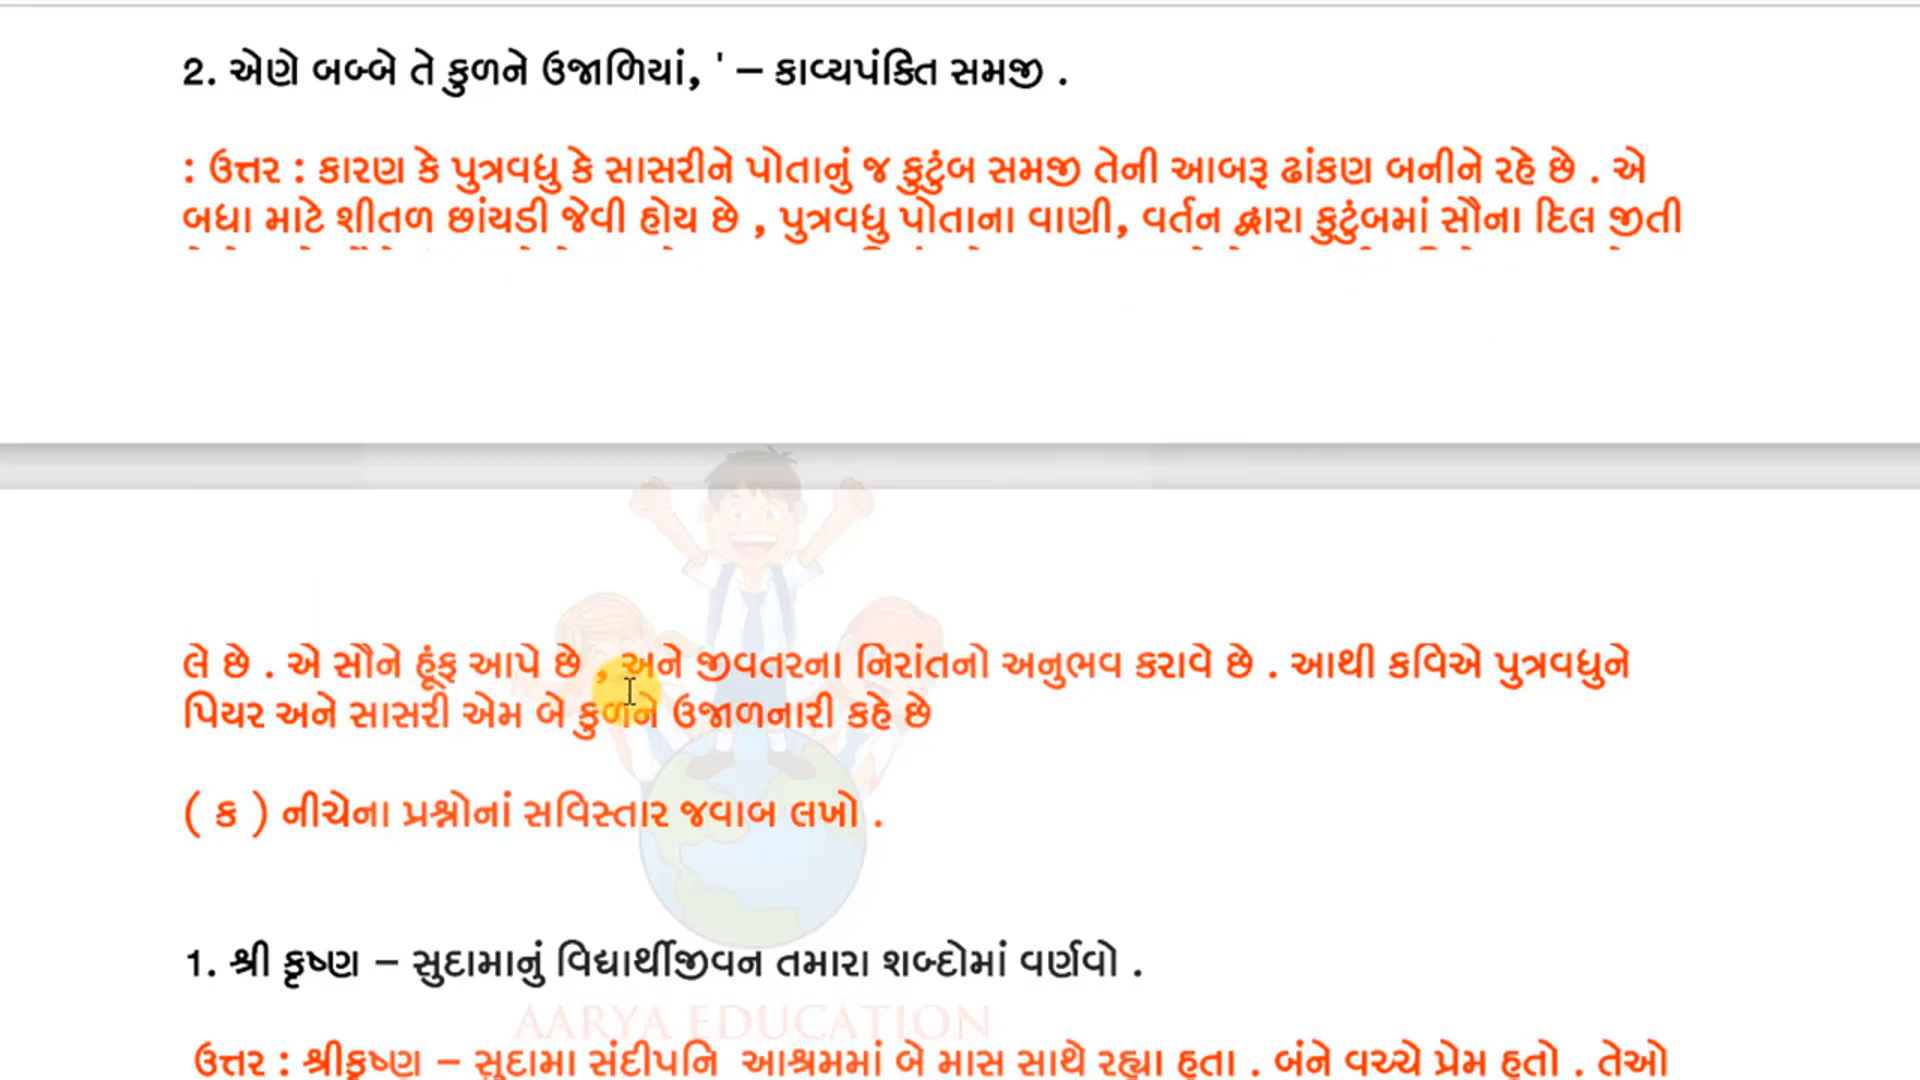 2. એણે બબ્બે તે કુળને ઉજાળિયાં, ' – કાવ્યપંક્તિ સમજી .
: ઉત્તર : કારણ કે પુત્રવધુ કે સાસરીને પોતાનું જ કુટુંબ સમજી તેની આબરૂ ઢાંકણ બનીને રહે છે . એ
બધા માટે શીતળ છાંયડી જેવી હોય છે , પુત્રવધુ પોતાના વાણી, વર્તન દ્વારા કુટુંબમાં સૌના દિલ જીતી
લે છે . એ સૌને હૂંફ આપે છે , અને જીવતરના નિરાંતનો અનુભવ કરાવે છે . આથી કવિએ પુત્રવધુને
પિયર અને સાસરી એમ બે કુળને ઉજાળનારી કહે છે
( ક ) નીચેના પ્રશ્નોનાં સવિસ્તાર જવાબ લખો .
1. શ્રી કૃષ્ણ – સુદામાનું વિદ્યાર્થીજીવન તમારા શબ્દોમાં વર્ણવો .
AARYA EDUCATION
ઉત્તર : શ્રીકૃષ્ણ – સુદામા સંદીપનિ આશ્રમમાં બે માસ સાથે રહ્યા હતા . બંને વચ્ચે પ્રેમ હતો . તેઓ